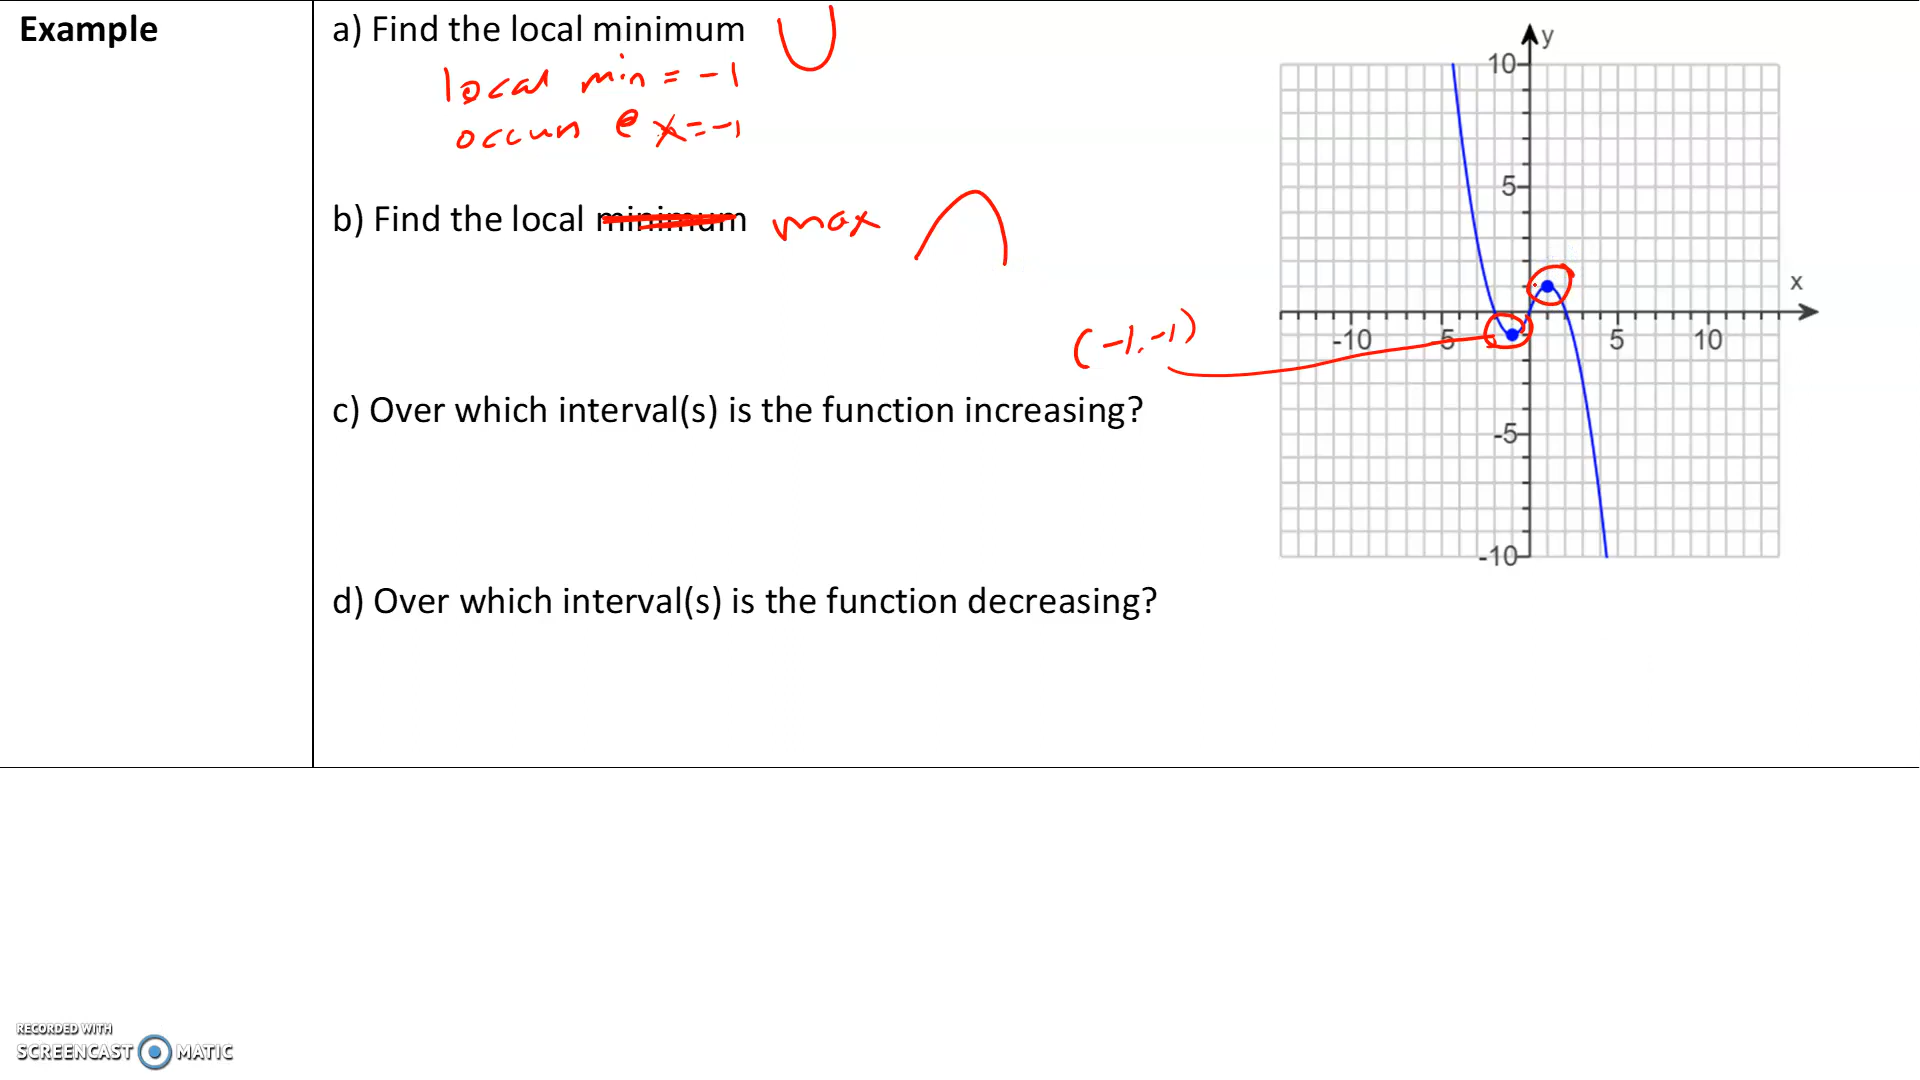 Example
a) Find the local minimum
local min = -1
occurs @ x=-1
b) Find the local minimum max
(-1,-1)
c) Over which interval(s) is the function increasing?
d) Over which interval(s) is the function decreasing?
y
10
5
x
-10
5
5
10
-5
-10
RECORDED WITH
SCREENCAST MATIC